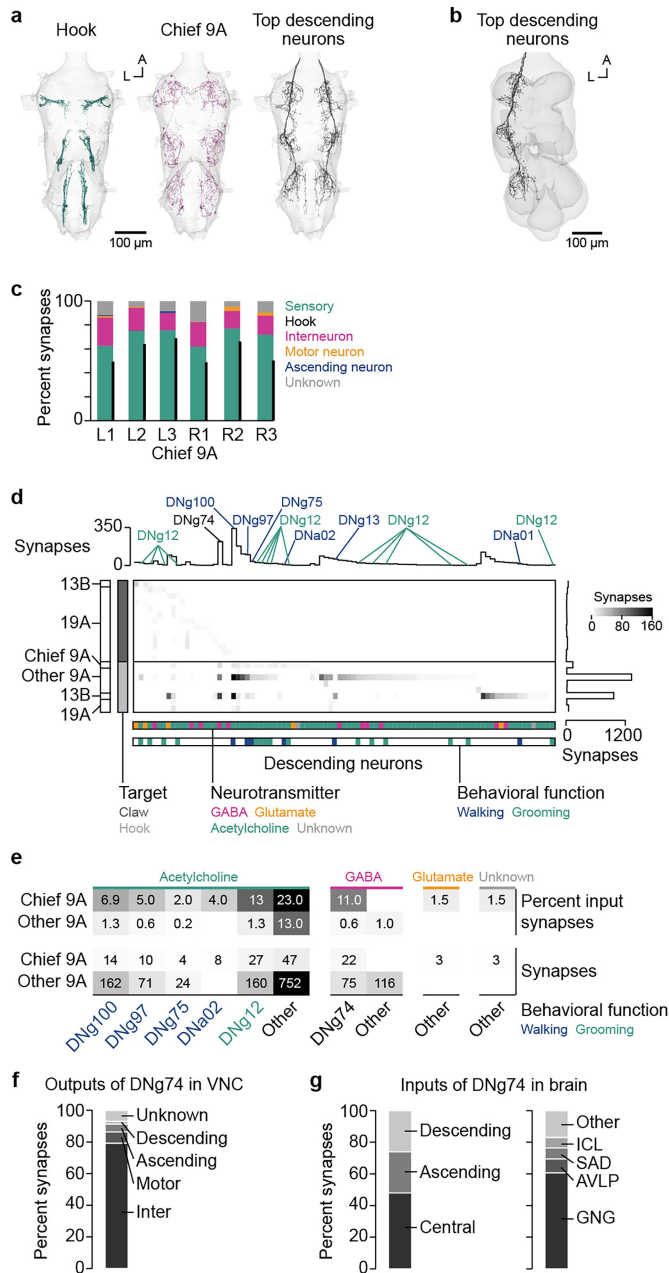 a
Hook
Chief 9A
Top descending
neurons
A
L
100 µm
b
Top descending
neurons
A
L
100 µm
c
Percent synapses
100
0
L1 L2 L3 R1 R2 R3
Chief 9A
Sensory
Hook
Interneuron
Motor neuron
Ascending neuron
Unknown
d
DNg100
DNg75
DNg12
DNg74
DNg97
DNg12
DNa02
DNg13
DNg12
DNa01
DNg12
Synapses
350
0
13B
19A
Chief 9A
Other 9A
13B
19A
Synapses
0 160
0 1200
Synapses
Descending neurons
Target
Claw
Hook
Neurotransmitter
GABA Glutamate
Acetylcholine Unknown
Behavioral function
Walking Grooming
e
Acetylcholine GABA Glutamate Unknown
Chief 9A 6.9 5.0 2.0 4.0 13 23.0 11.0 1.5 1.5
Other 9A 1.3 0.6 0.2 1.3 13.0 0.6 1.0
Percent input
synapses
Chief 9A 14 10 4 8 27 47 22 3 3
Other 9A 162 71 24 160 752 75 116
Synapses
DNg100 DNg97 DNg75 DNa02 DNg12 Other DNg74 Other Other Other
Behavioral function
Walking Grooming
f
Outputs of DNg74 in VNC
Percent synapses
100
80
60
40
20
0
Unknown
Descending
Ascending
Motor
Inter
g
Inputs of DNg74 in brain
Percent synapses
100
80
60
40
20
0
Descending
Ascending
Central
Other
ICL
SAD
AVLP
GNG